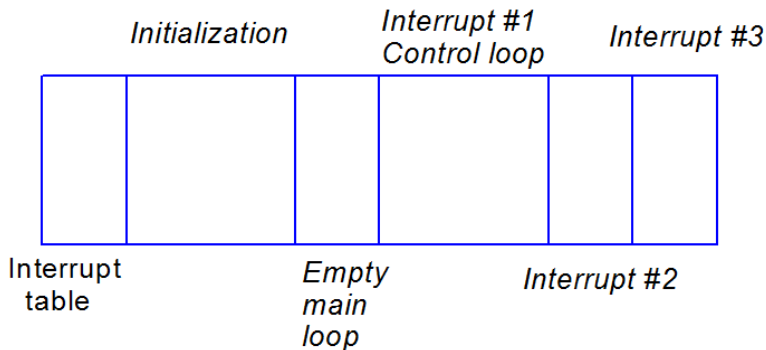 Initialization
Interrupt #1
Control loop
Interrupt #3
Interrupt
table
Empty
main
loop
Interrupt #2